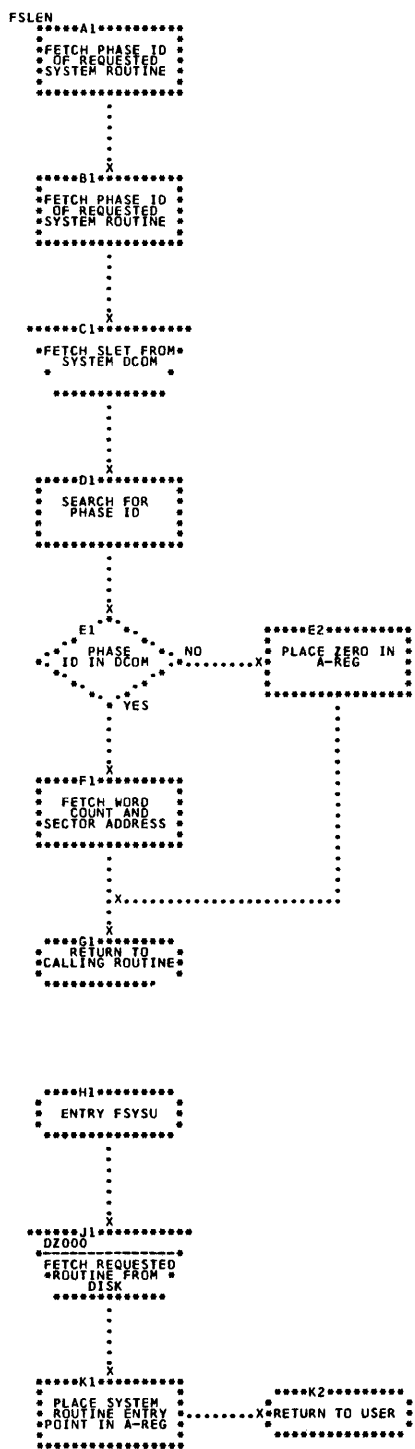 FSLEN
A1
FETCH PHASE ID
OF REQUESTED
SYSTEM ROUTINE
B1
FETCH PHASE ID
OF REQUESTED
SYSTEM ROUTINE
C1
FETCH SLET FROM
SYSTEM DCOM
D1
SEARCH FOR
PHASE ID
E1
PHASE
ID IN DCOM
NO
YES
E2
PLACE ZERO IN
A-REG
F1
FETCH WORD
COUNT AND
SECTOR ADDRESS
G1
RETURN TO
CALLING ROUTINE
H1
ENTRY FSYSU
J1
DZ000
FETCH REQUESTED
ROUTINE FROM
DISK
K1
PLACE SYSTEM
ROUTINE ENTRY
POINT IN A-REG
K2
RETURN TO USER